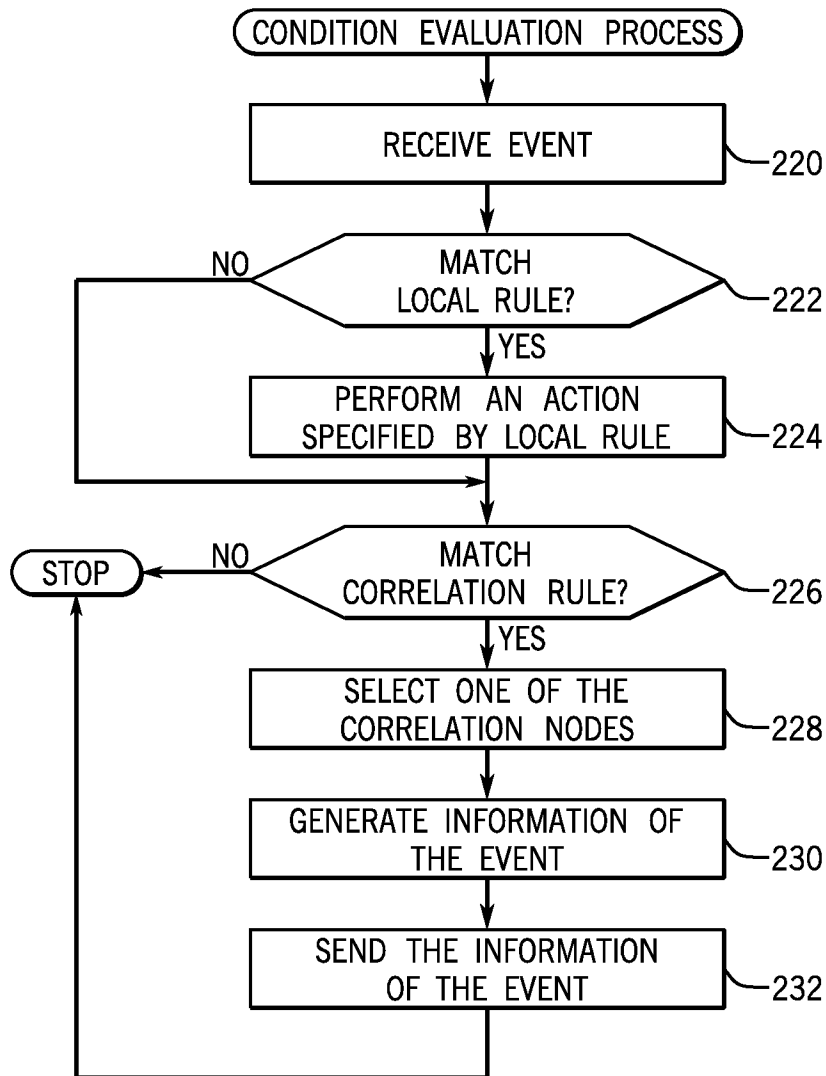 CONDITION EVALUATION PROCESS
RECEIVE EVENT
220
NO
MATCH
LOCAL RULE?
222
YES
PERFORM AN ACTION
SPECIFIED BY LOCAL RULE
224
STOP
NO
MATCH
CORRELATION RULE?
226
YES
SELECT ONE OF THE
CORRELATION NODES
228
GENERATE INFORMATION OF
THE EVENT
230
SEND THE INFORMATION
OF THE EVENT
232